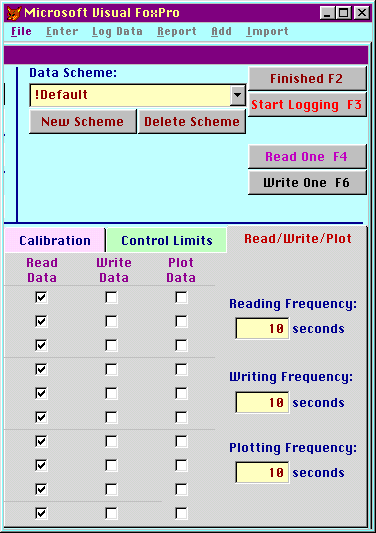 Microsoft Visual FoxPro
File Enter Log Data Report Add Import
Data Scheme:
!Default
New Scheme Delete Scheme
Finished F2
Start Logging F3
Read One F4
Write One F6
Calibration Control Limits Read/Write/Plot
Read Data Write Data Plot Data
Reading Frequency:
10 seconds
Writing Frequency:
10 seconds
Plotting Frequency:
10 seconds